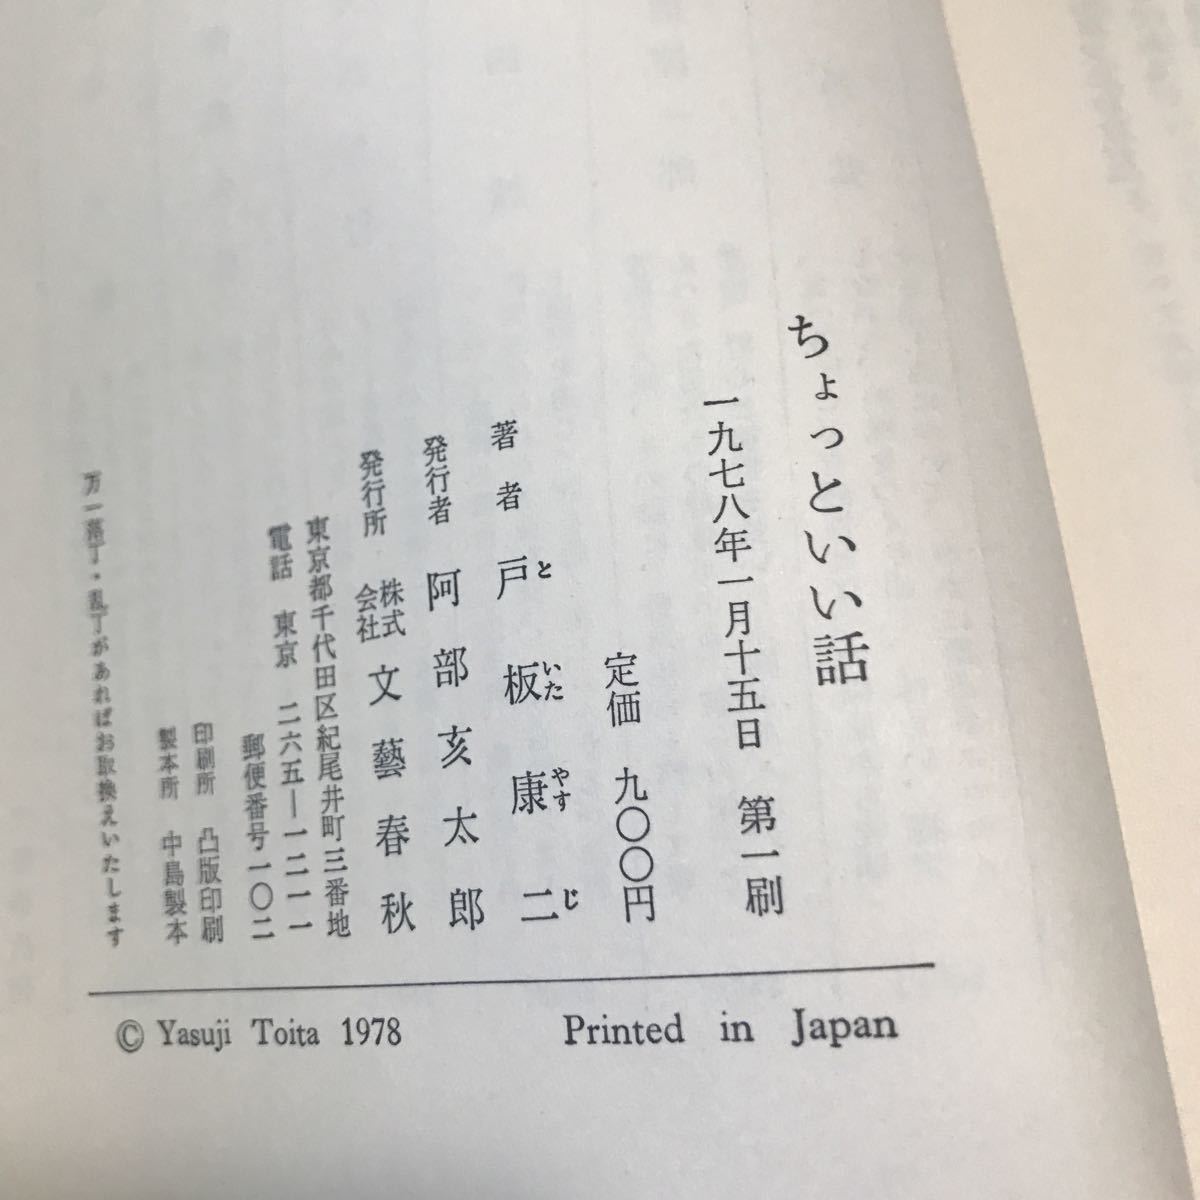 ちょっといい話
一九七八年一月十五日　第一刷
定価　九〇〇円
著者　戸板康二
と　いた　やす　じ
発行者　阿部亥太郎
発行所　株式会社　文藝春秋
東京都千代田区紀尾井町三番地
電話　東京　二六五―一二一一
郵便番号一〇二
印刷所　凸版印刷
製本所　中島製本
万一落丁・乱丁があればお取換えいたします
© Yasuji Toita 1978　Printed in Japan